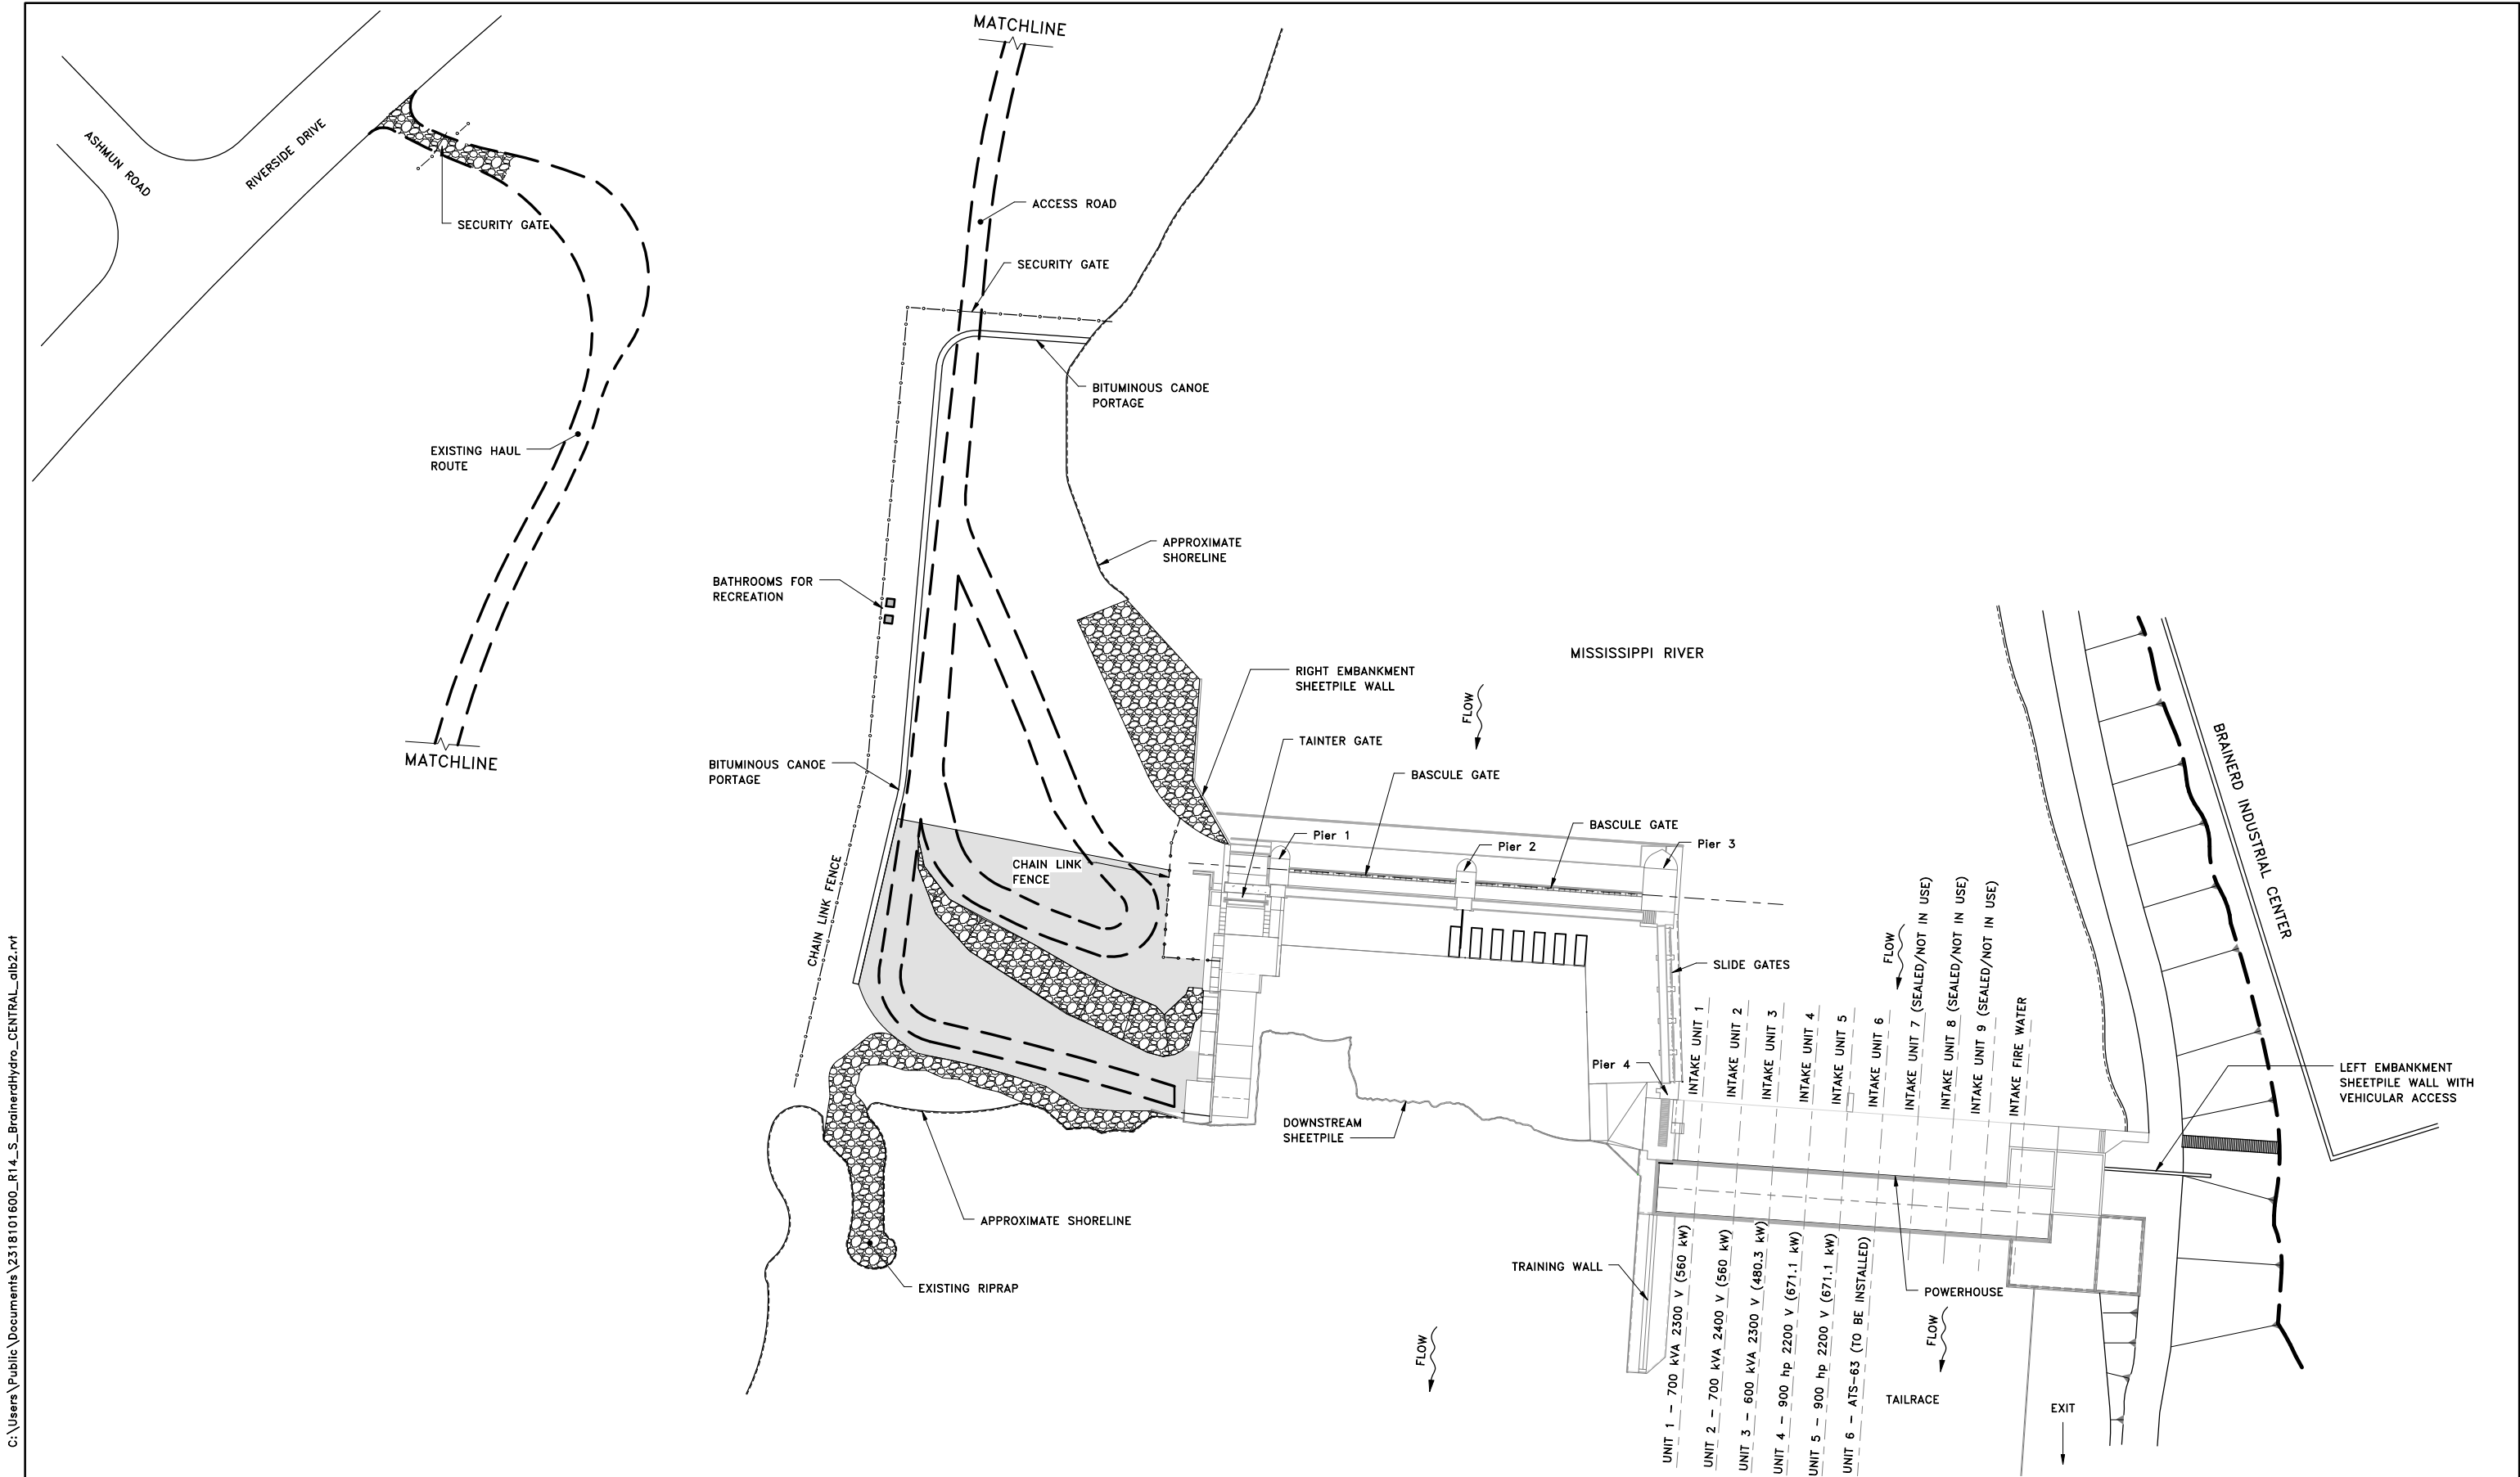 MATCHLINE
ASHMUN ROAD
RIVERSIDE DRIVE
SECURITY GATE
ACCESS ROAD
SECURITY GATE
BITUMINOUS CANOE
PORTAGE
EXISTING HAUL
ROUTE
APPROXIMATE
SHORELINE
BATHROOMS FOR
RECREATION
MISSISSIPPI RIVER
RIGHT EMBANKMENT
SHEETPILE WALL
FLOW
TAINTER GATE
MATCHLINE
BITUMINOUS CANOE
PORTAGE
BASCULE GATE
BRAINERD INDUSTRIAL CENTER
BASCULE GATE
Pier 1
Pier 2
Pier 3
CHAIN LINK
FENCE
CHAIN LINK FENCE
SLIDE GATES
FLOW
INTAKE UNIT 1
INTAKE UNIT 2
INTAKE UNIT 3
INTAKE UNIT 4
INTAKE UNIT 5
INTAKE UNIT 6
INTAKE UNIT 7 (SEALED/NOT IN USE)
INTAKE UNIT 8 (SEALED/NOT IN USE)
INTAKE UNIT 9 (SEALED/NOT IN USE)
INTAKE FIRE WATER
Pier 4
LEFT EMBANKMENT
SHEETPILE WALL WITH
VEHICULAR ACCESS
DOWNSTREAM
SHEETPILE
APPROXIMATE SHORELINE
EXISTING RIPRAP
TRAINING WALL
POWERHOUSE
FLOW
FLOW
UNIT 1 - 700 kVA 2300 V (560 kW)
UNIT 2 - 700 kVA 2400 V (560 kW)
UNIT 3 - 600 kVA 2300 V (480.3 kW)
UNIT 4 - 900 hp 2200 V (671.1 kW)
UNIT 5 - 900 hp 2200 V (671.1 kW)
UNIT 6 - ATS-63 (TO BE INSTALLED)
TAILRACE
EXIT
C:\Users\Public\Documents\2318101600_R14_S_BrainerdHydro_CENTRAL_alb2.rvt